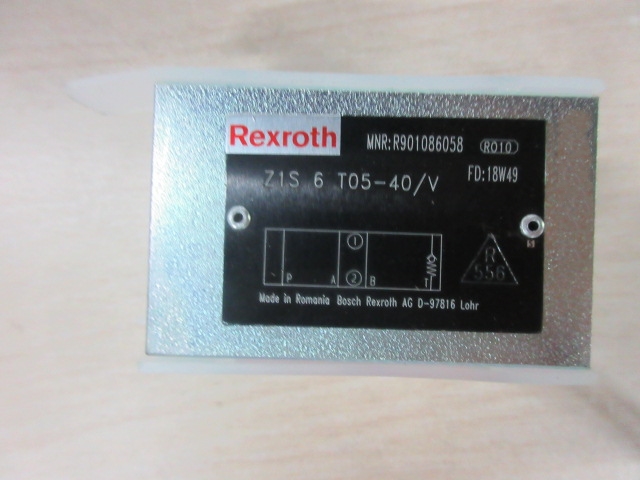 Rexroth MNR:R901086058 R010
Z1S 6 T05-40/V FD:18W49
1
P A 2 B T
R
556
Made in Romania Bosch Rexroth AG D-97816 Lohr